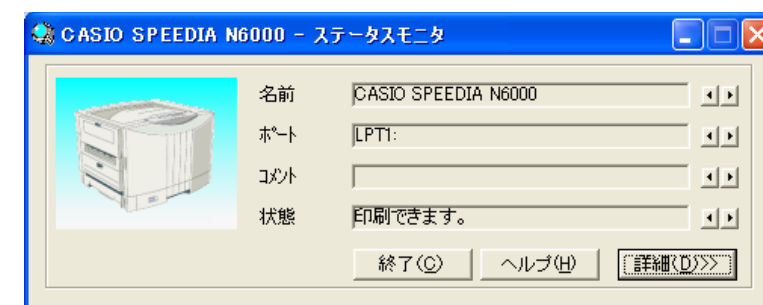 CASIO SPEEDIA N6000 - ステータスモニタ
名前 CASIO SPEEDIA N6000
ポート LPT1:
コメント
状態 印刷できます。
終了(C) ヘルプ(H) 詳細(D)>>